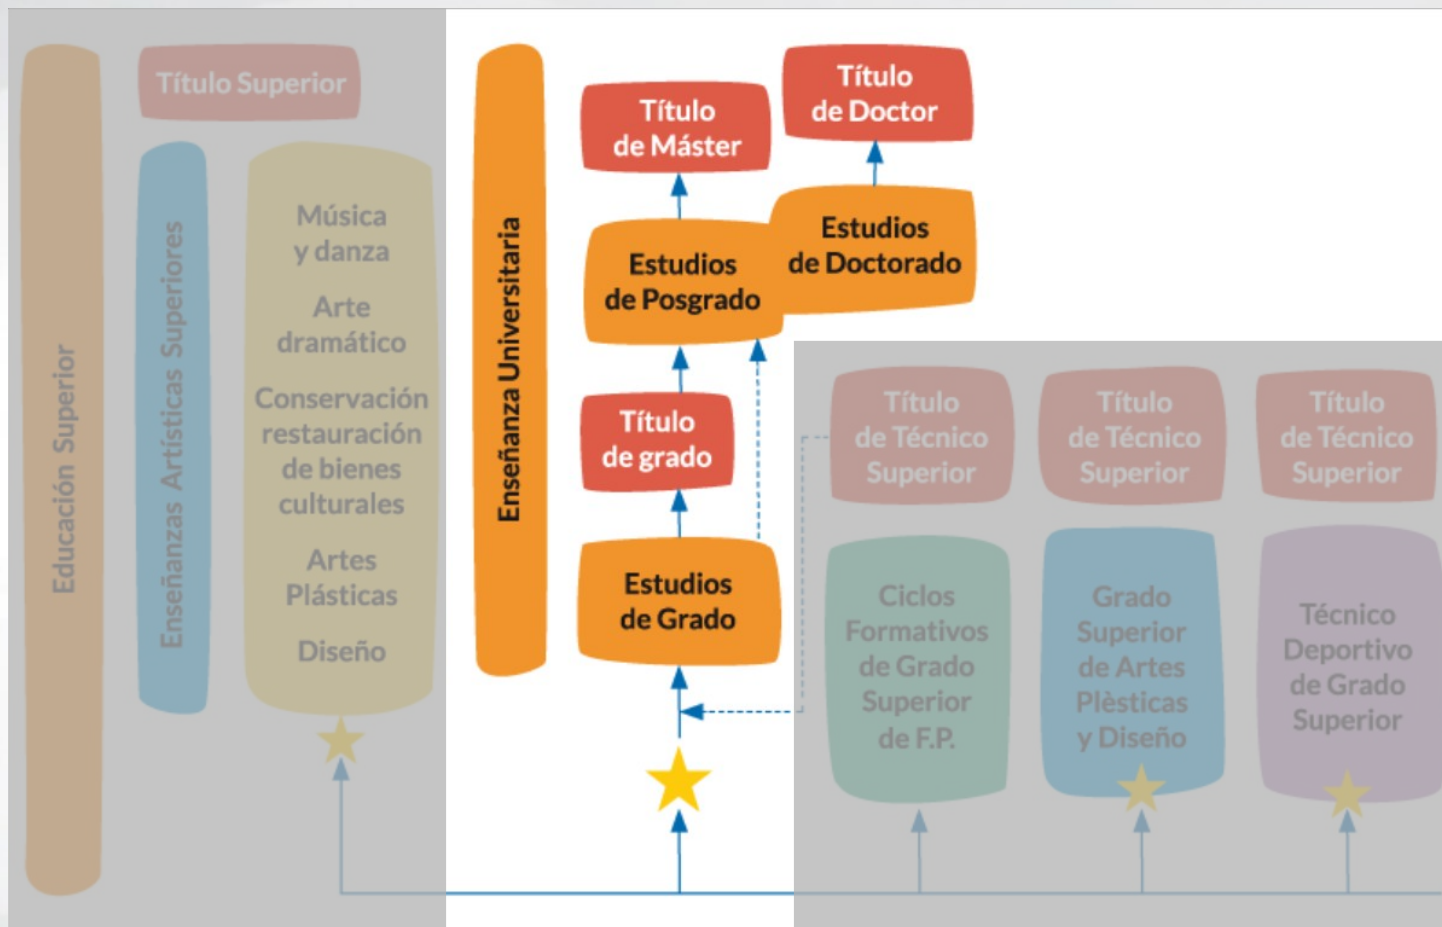 Educación Superior
Título Superior
Enseñanzas Artísticas Superiores
Música
y danza
Arte
dramático
Conservación
restauración
de bienes
culturales
Artes
Plásticas
Diseño
Enseñanza Universitaria
Título
de Máster
Título
de Doctor
Estudios
de Posgrado
Estudios
de Doctorado
Título
de grado
Estudios
de Grado
Título
de Técnico
Superior
Título
de Técnico
Superior
Título
de Técnico
Superior
Ciclos
Formativos
de Grado
Superior
de F.P.
Grado
Superior
de Artes
Plèsticas
y Diseño
Técnico
Deportivo
de Grado
Superior